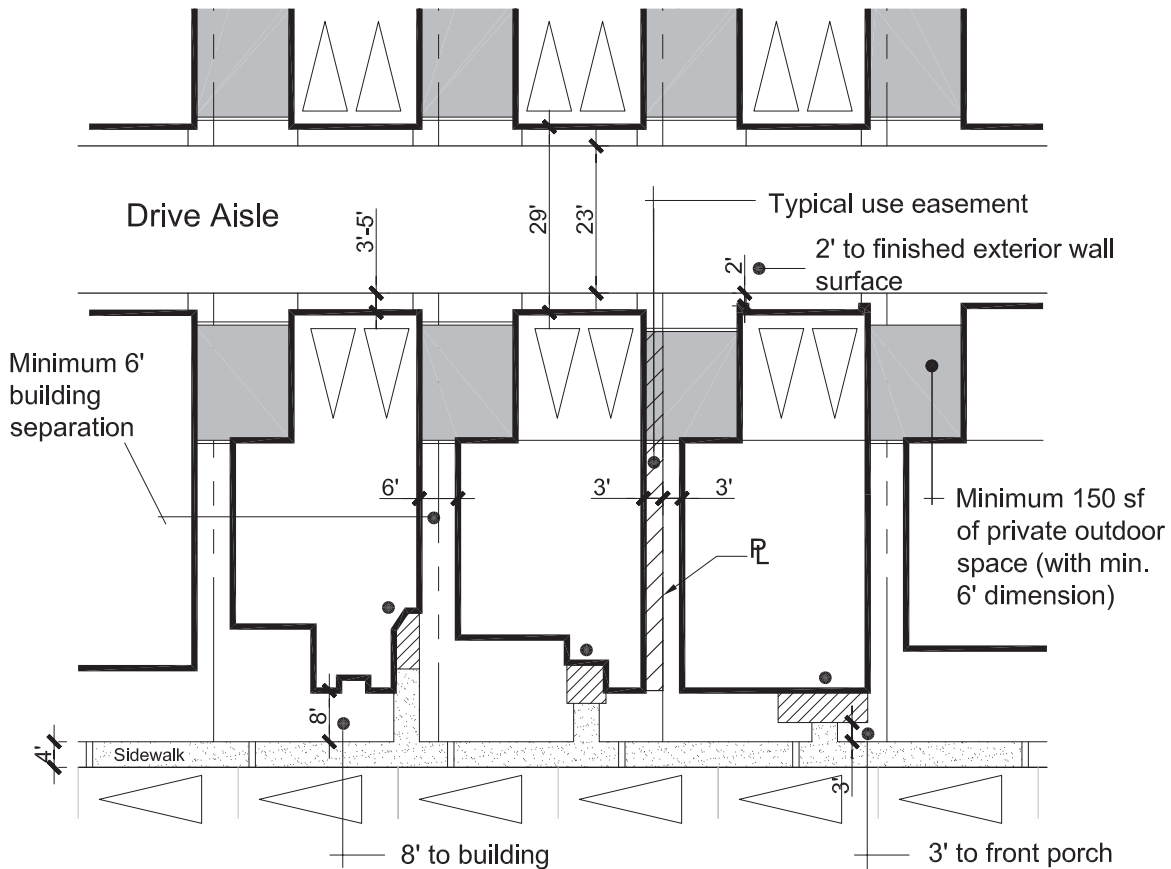 Drive Aisle
3'-5'
29'
23'
Typical use easement
2'
2' to finished exterior wall
surface
Minimum 6'
building
separation
6'
3'
3'
PL
Minimum 150 sf
of private outdoor
space (with min.
6' dimension)
8'
4'
Sidewalk
3'
8' to building
3' to front porch